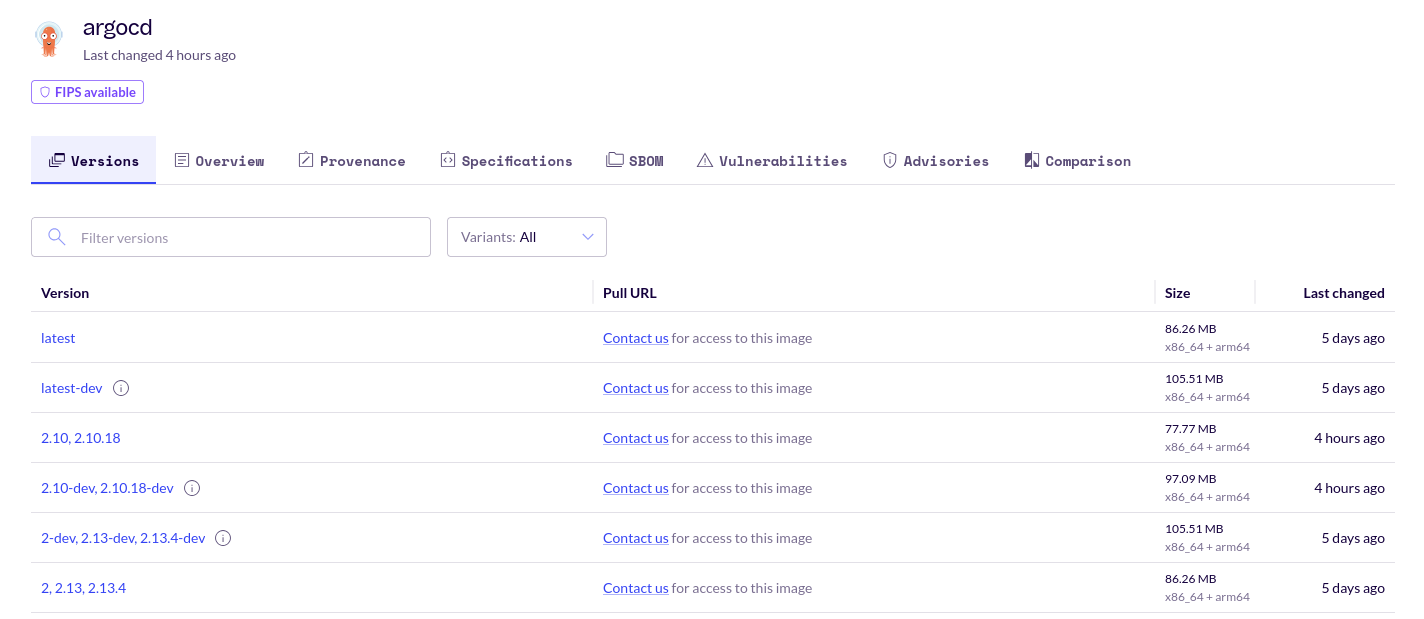 argocd
Last changed 4 hours ago
FIPS available
Versions Overview Provenance Specifications SBOM Vulnerabilities Advisories Comparison
Filter versions Variants: All
Version Pull URL Size Last changed
latest Contact us for access to this image 86.26 MB x86_64 + arm64 5 days ago
latest-dev Contact us for access to this image 105.51 MB x86_64 + arm64 5 days ago
2.10, 2.10.18 Contact us for access to this image 77.77 MB x86_64 + arm64 4 hours ago
2.10-dev, 2.10.18-dev Contact us for access to this image 97.09 MB x86_64 + arm64 4 hours ago
2-dev, 2.13-dev, 2.13.4-dev Contact us for access to this image 105.51 MB x86_64 + arm64 5 days ago
2, 2.13, 2.13.4 Contact us for access to this image 86.26 MB x86_64 + arm64 5 days ago